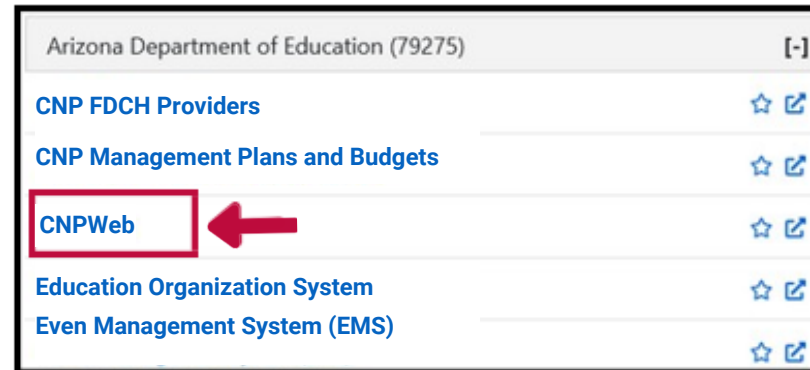 Arizona Department of Education (79275) [-]
CNP FDCH Providers
CNP Management Plans and Budgets
CNPWeb
Education Organization System
Even Management System (EMS)